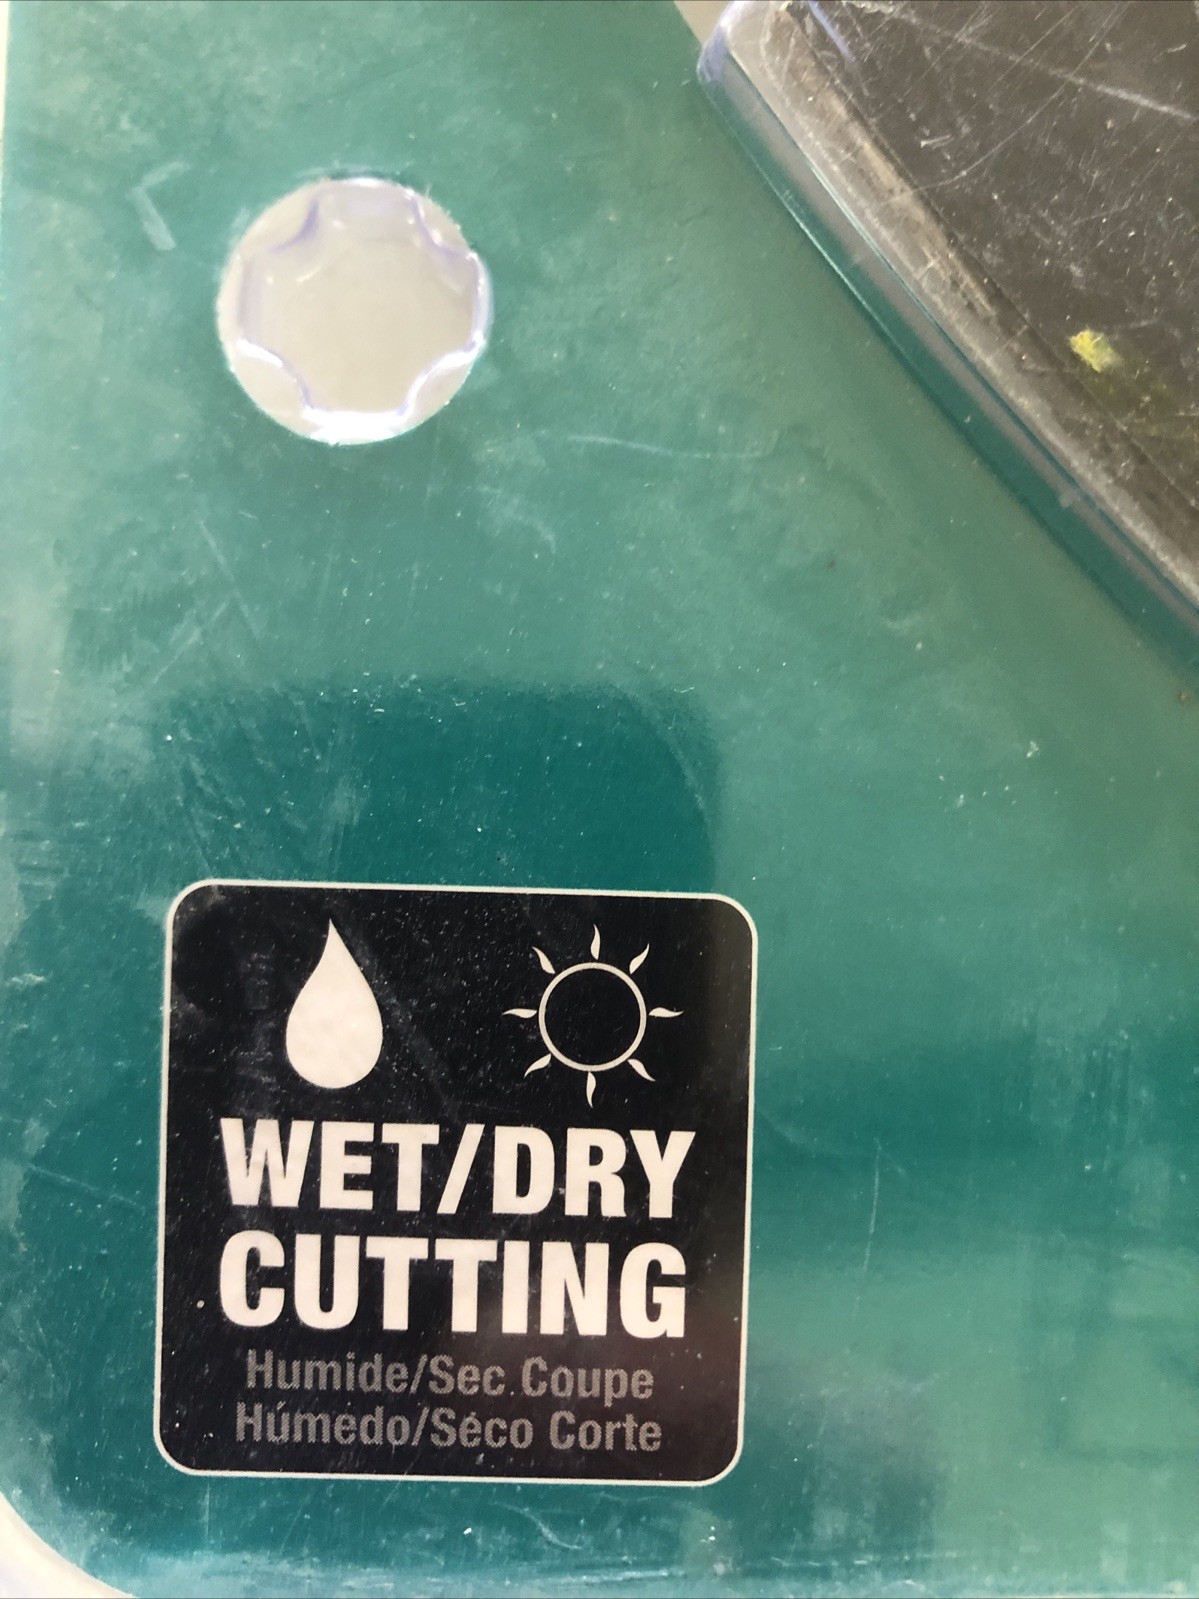 WET/DRY
CUTTING
Humide/Sec Coupe
Húmedo/Séco Corte